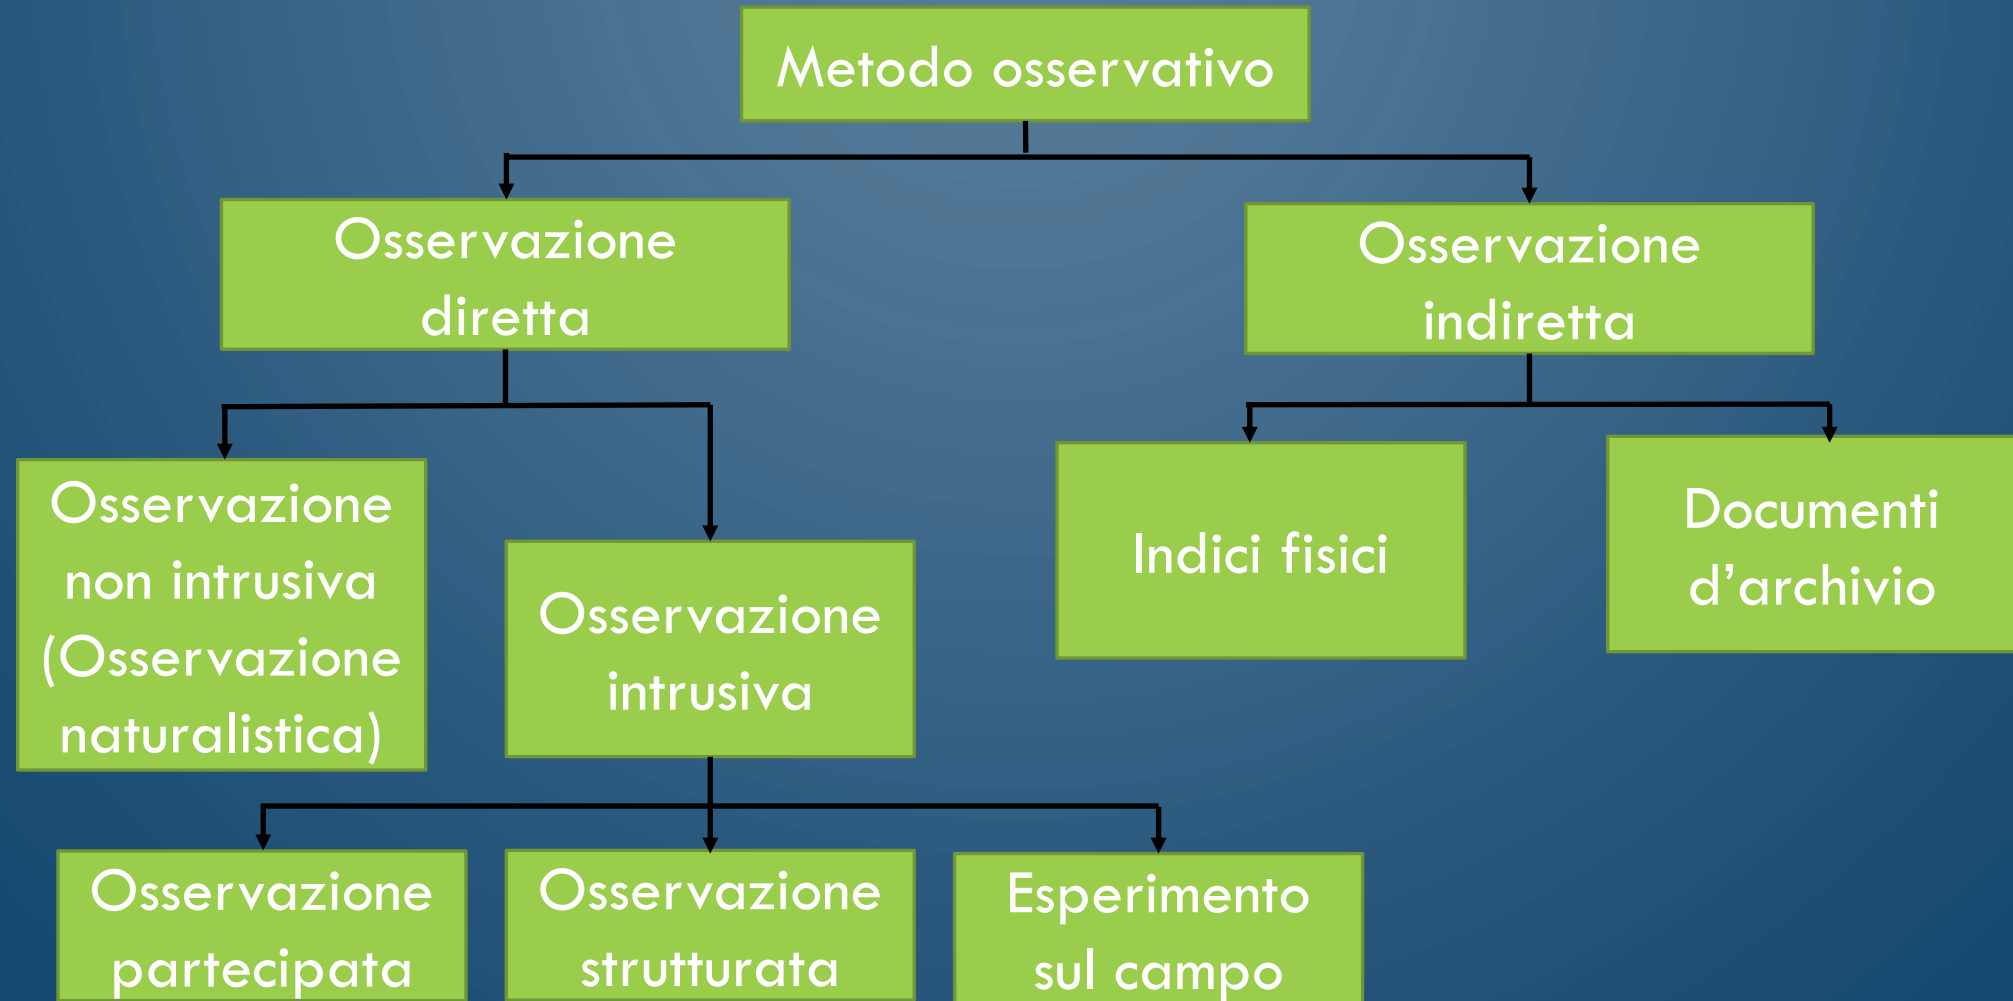 Metodo osservativo
Osservazione
diretta
Osservazione
indiretta
Osservazione
non intrusiva
(Osservazione
naturalistica)
Osservazione
intrusiva
Indici fisici
Documenti
d’archivio
Osservazione
partecipata
Osservazione
strutturata
Esperimento
sul campo